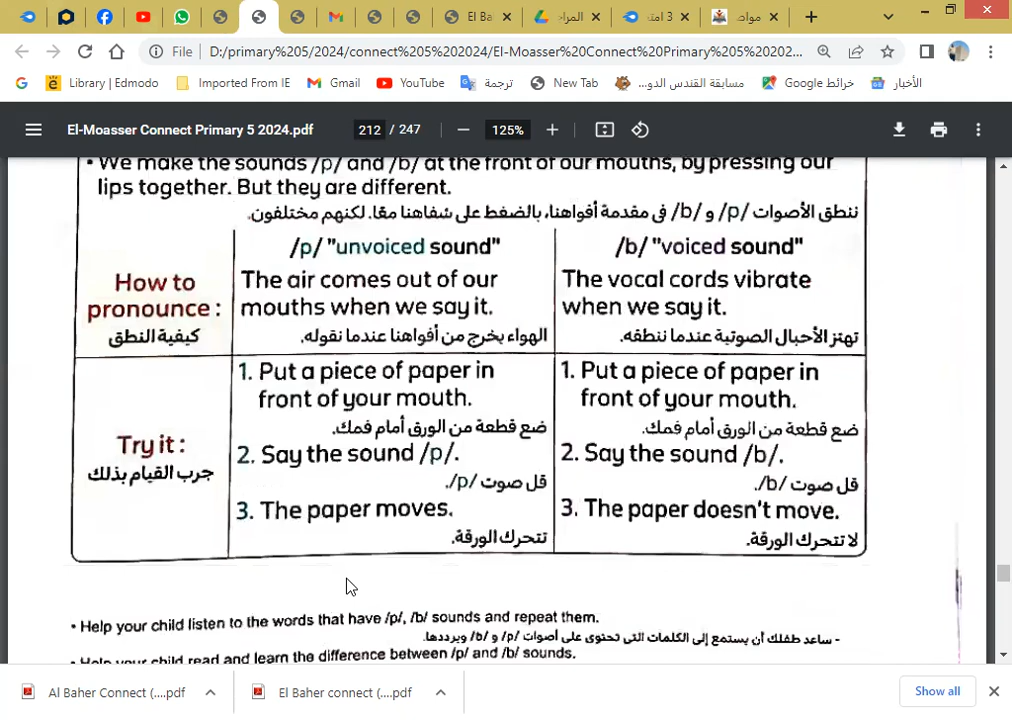 El Ba
المرا
3 امتـ
مواد
File
D:/primary%205/2024/connect%205%202024/El-Moasser%20Connect%20Primary%205%20202...
Library | Edmodo
Imported From IE
Gmail
YouTube
ترجمة
New Tab
مسابقة القندس الدو...
خرائط Google
الأخبار
El-Moasser Connect Primary 5 2024.pdf
212 / 247
125%
• We make the sounds /p/ and /b/ at the front of our mouths, by pressing our
lips together. But they are different.
ننطق الأصوات /p/ و /b/ في مقدمة أفواهنا، بالضغط على شفاهنا معًا. لكنهم مختلفون.
/p/ "unvoiced sound"
/b/ "voiced sound"
How to
pronounce :
كيفية النطق
The air comes out of our
mouths when we say it.
الهواء يخرج من أفواهنا عندما نقوله.
The vocal cords vibrate
when we say it.
تهتز الأحبال الصوتية عندما ننطقه.
Try it :
جرب القيام بذلك
1. Put a piece of paper in
front of your mouth.
ضع قطعة من الورق أمام فمك.
2. Say the sound /p/.
قل صوت /p/.
3. The paper moves.
تتحرك الورقة.
1. Put a piece of paper in
front of your mouth.
ضع قطعة من الورق أمام فمك.
2. Say the sound /b/.
قل صوت /b/.
3. The paper doesn't move.
لا تتحرك الورقة.
• Help your child listen to the words that have /p/, /b/ sounds and repeat them.
- ساعد طفلك أن يستمع إلى الكلمات التى تحتوى على أصوات /p/ و /b/ ويرددها.
• Help your child read and learn the difference between /p/ and /b/ sounds.
Al Baher Connect (....pdf
El Baher connect (....pdf
Show all